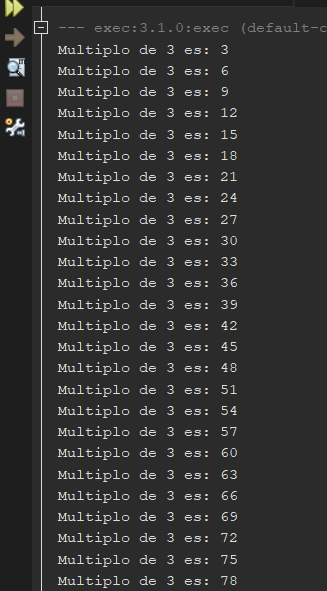 --- exec:3.1.0:exec (default-c
Multiplo de 3 es: 3
Multiplo de 3 es: 6
Multiplo de 3 es: 9
Multiplo de 3 es: 12
Multiplo de 3 es: 15
Multiplo de 3 es: 18
Multiplo de 3 es: 21
Multiplo de 3 es: 24
Multiplo de 3 es: 27
Multiplo de 3 es: 30
Multiplo de 3 es: 33
Multiplo de 3 es: 36
Multiplo de 3 es: 39
Multiplo de 3 es: 42
Multiplo de 3 es: 45
Multiplo de 3 es: 48
Multiplo de 3 es: 51
Multiplo de 3 es: 54
Multiplo de 3 es: 57
Multiplo de 3 es: 60
Multiplo de 3 es: 63
Multiplo de 3 es: 66
Multiplo de 3 es: 69
Multiplo de 3 es: 72
Multiplo de 3 es: 75
Multiplo de 3 es: 78